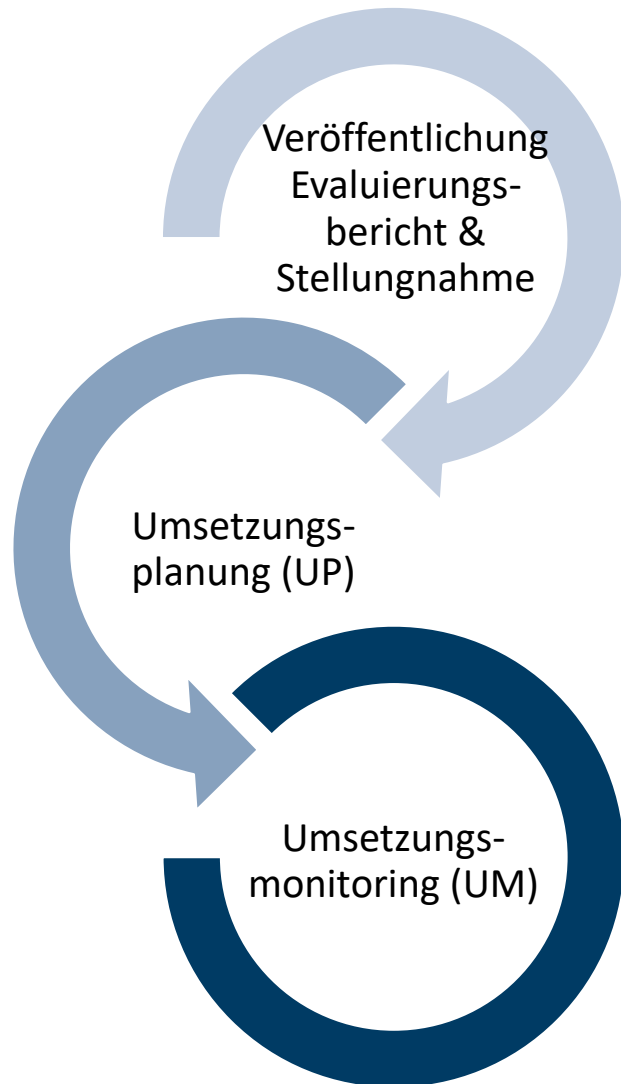 Veröffentlichung
Evaluierungs-
bericht &
Stellungnahme
Umsetzungs-
planung (UP)
Umsetzungs-
monitoring (UM)